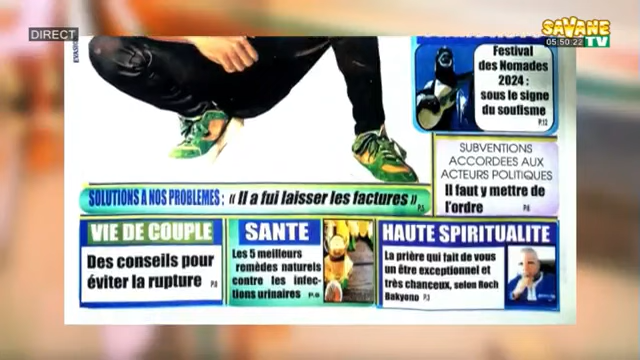 DIRECT
SAVANE
TV
05:50:22
Festival
des Nomades
2024 :
sous le signe
du soufisme
P.12
SUBVENTIONS
ACCORDEES AUX
ACTEURS POLITIQUES
Il faut y mettre de
l'ordre
SOLUTIONS A NOS PROBLEMES : « Il a fui laisser les factures »
VIE DE COUPLE
Des conseils pour
éviter la rupture
SANTE
Les 5 meilleurs
remèdes naturels
contre les infec-
tions urinaires
HAUTE SPIRITUALITE
La prière qui fait de vous
un être exceptionnel et
très chanceux, selon Roch
Bakyono P.3